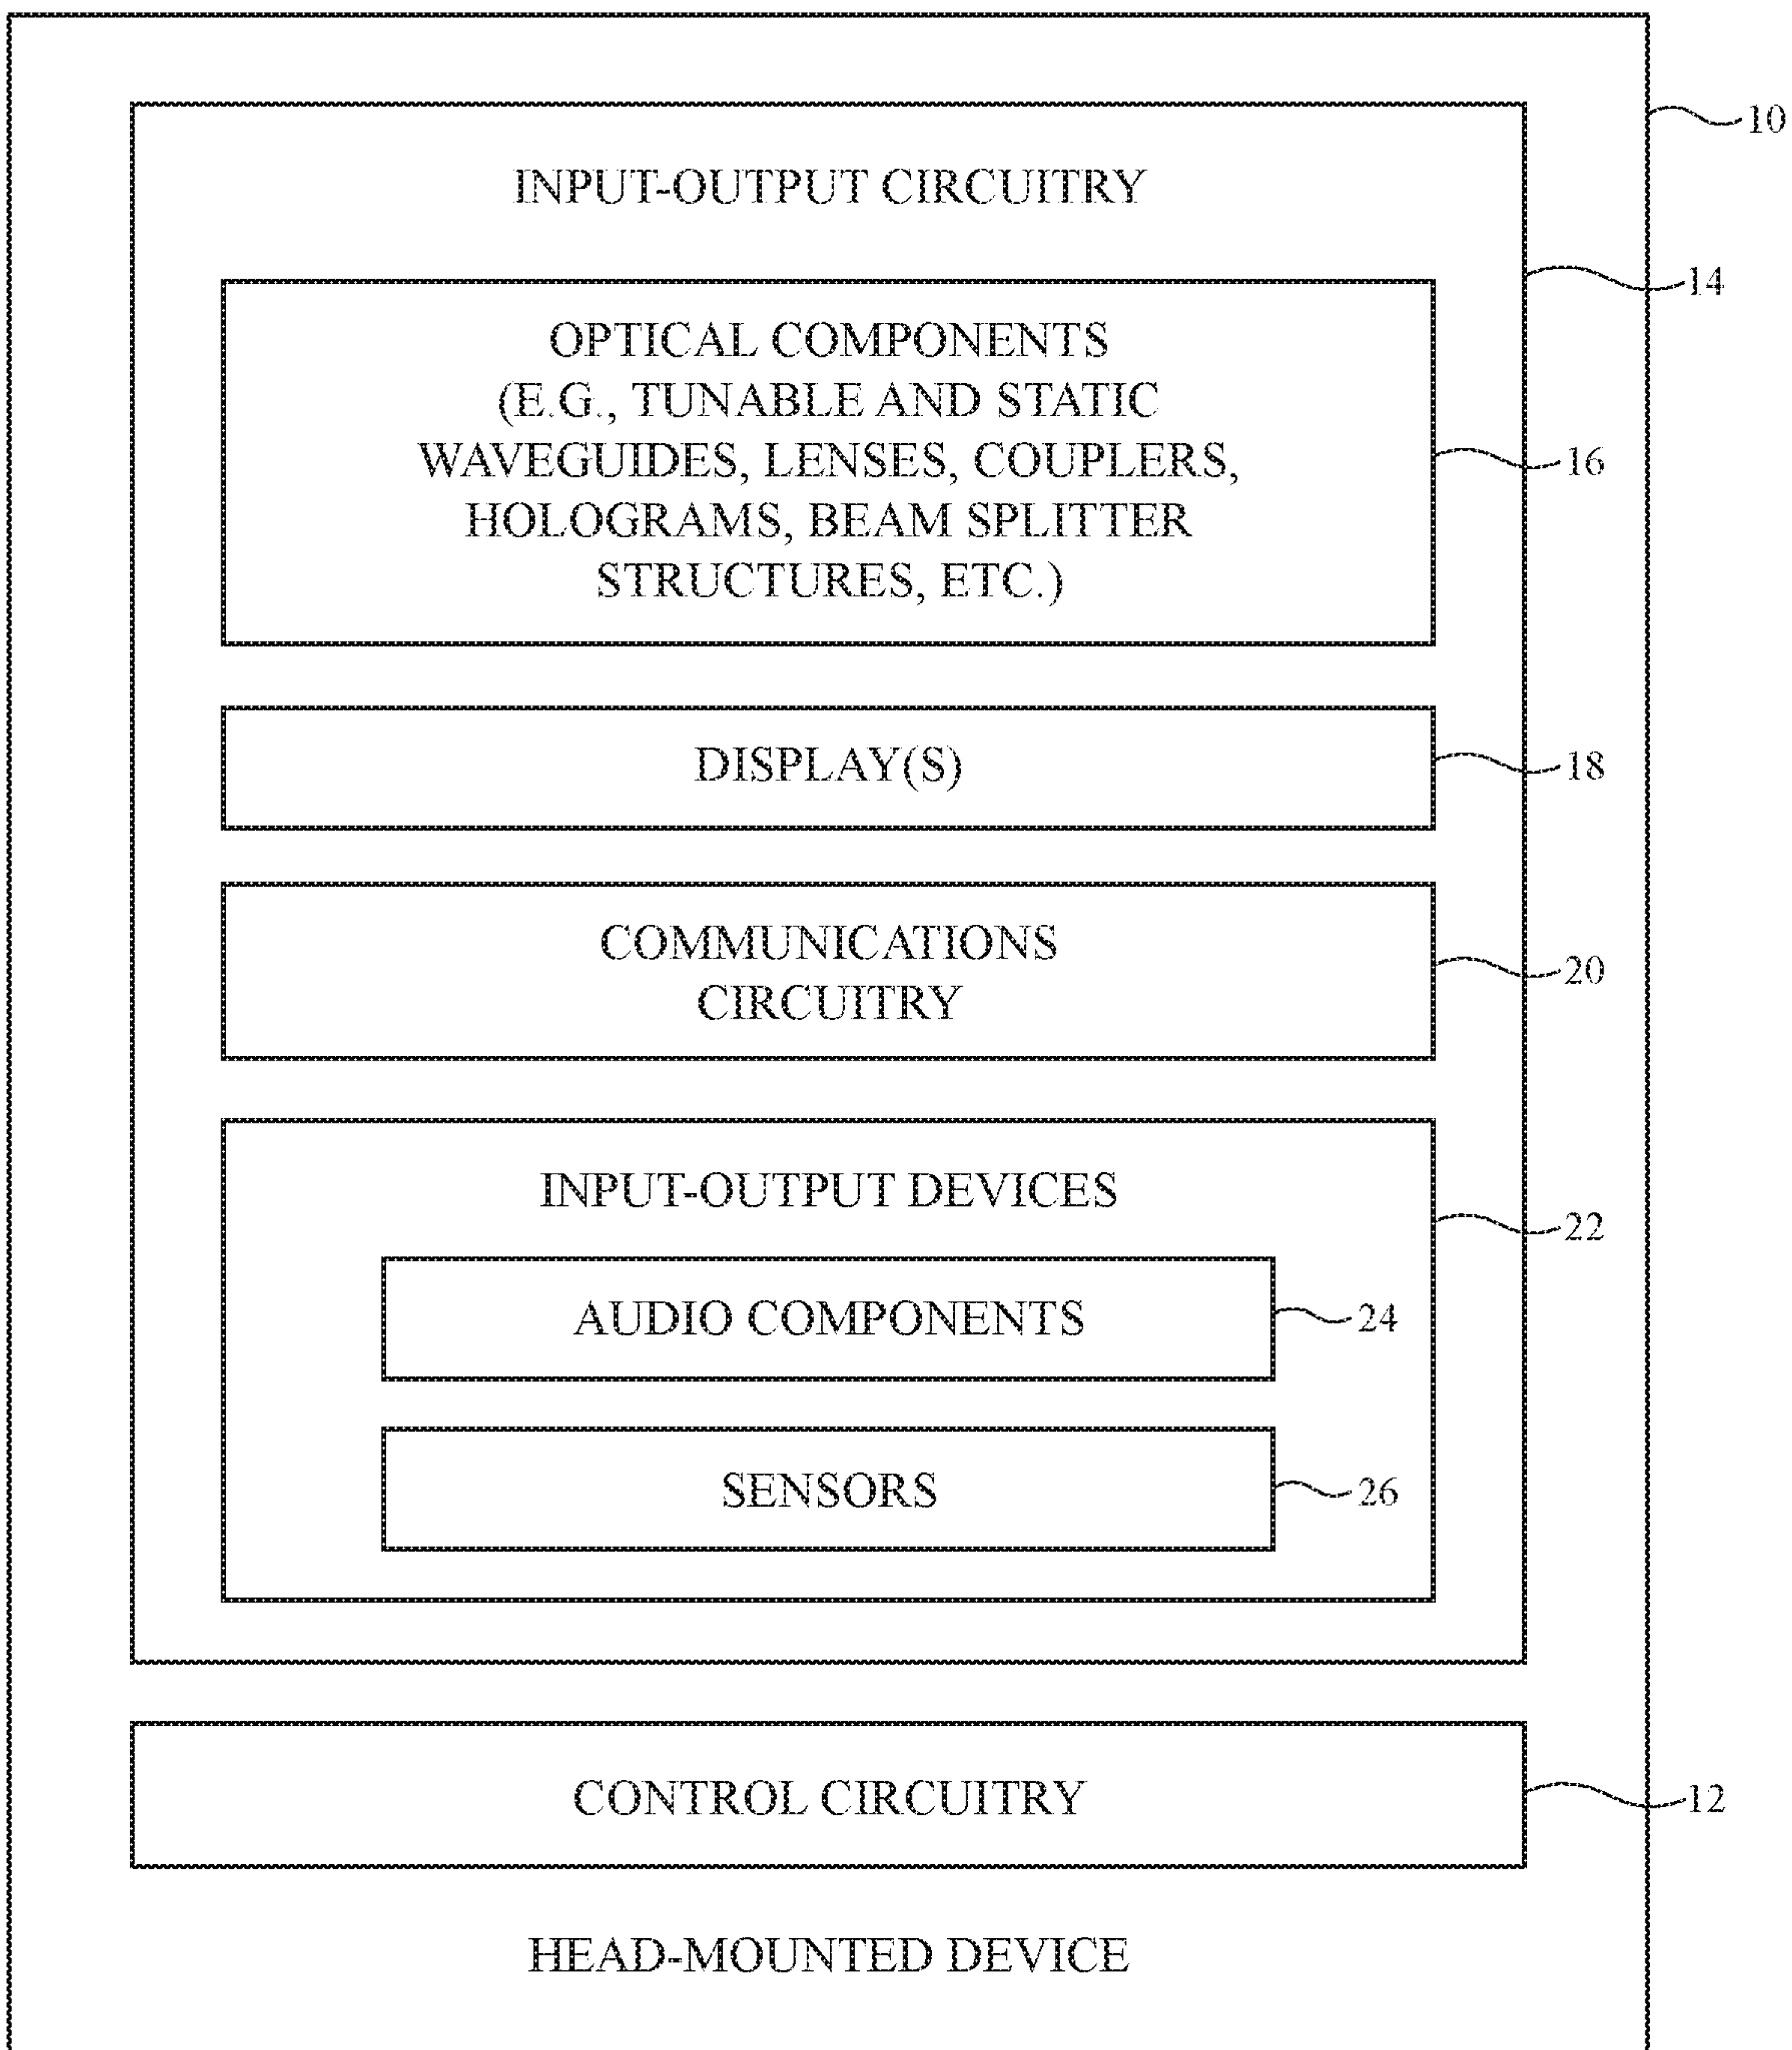 10
INPUT-OUTPUT CIRCUITRY
14
OPTICAL COMPONENTS
(E.G., TUNABLE AND STATIC
WAVEGUIDES, LENSES, COUPLERS,
HOLOGRAMS, BEAM SPLITTER
STRUCTURES, ETC.)
16
DISPLAY(S)
18
COMMUNICATIONS
CIRCUITRY
20
INPUT-OUTPUT DEVICES
22
AUDIO COMPONENTS
24
SENSORS
26
CONTROL CIRCUITRY
12
HEAD-MOUNTED DEVICE